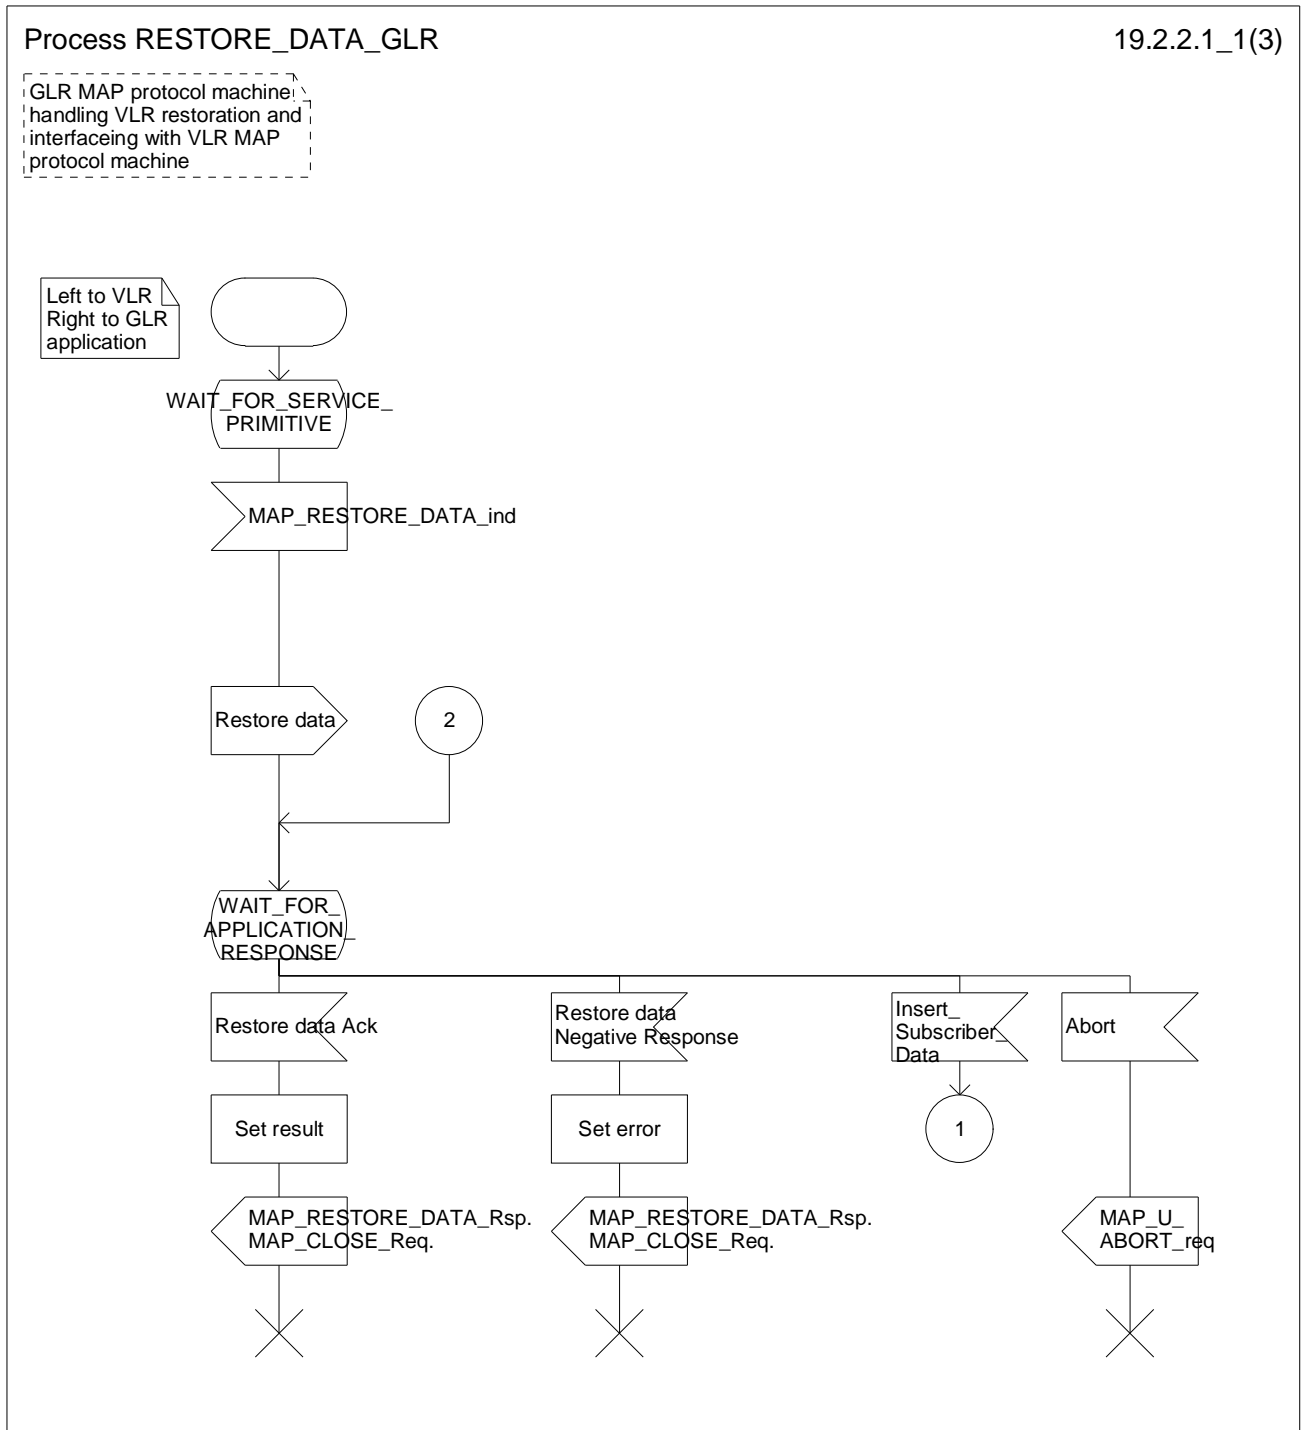 Process RESTORE_DATA_GLR
19.2.2.1_1(3)
GLR MAP protocol machine
handling VLR restoration and
interfaceing with VLR MAP
protocol machine
Left to VLR
Right to GLR
application
WAIT_FOR_SERVICE_
PRIMITIVE
MAP_RESTORE_DATA_ind
Restore data
2
WAIT_FOR_
APPLICATION_
RESPONSE
Restore data Ack
Restore data
Negative Response
Insert_
Subscriber_
Data
Abort
Set result
Set error
1
MAP_RESTORE_DATA_Rsp.
MAP_CLOSE_Req.
MAP_RESTORE_DATA_Rsp.
MAP_CLOSE_Req.
MAP_U_
ABORT_req